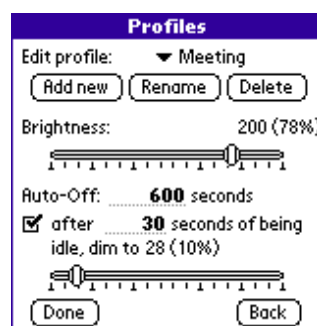 Profiles
Edit profile: Meeting
Add new Rename Delete
Brightness: 200 (78%)
Auto-Off: 600 seconds
after 30 seconds of being
idle, dim to 28 (10%)
Done Back